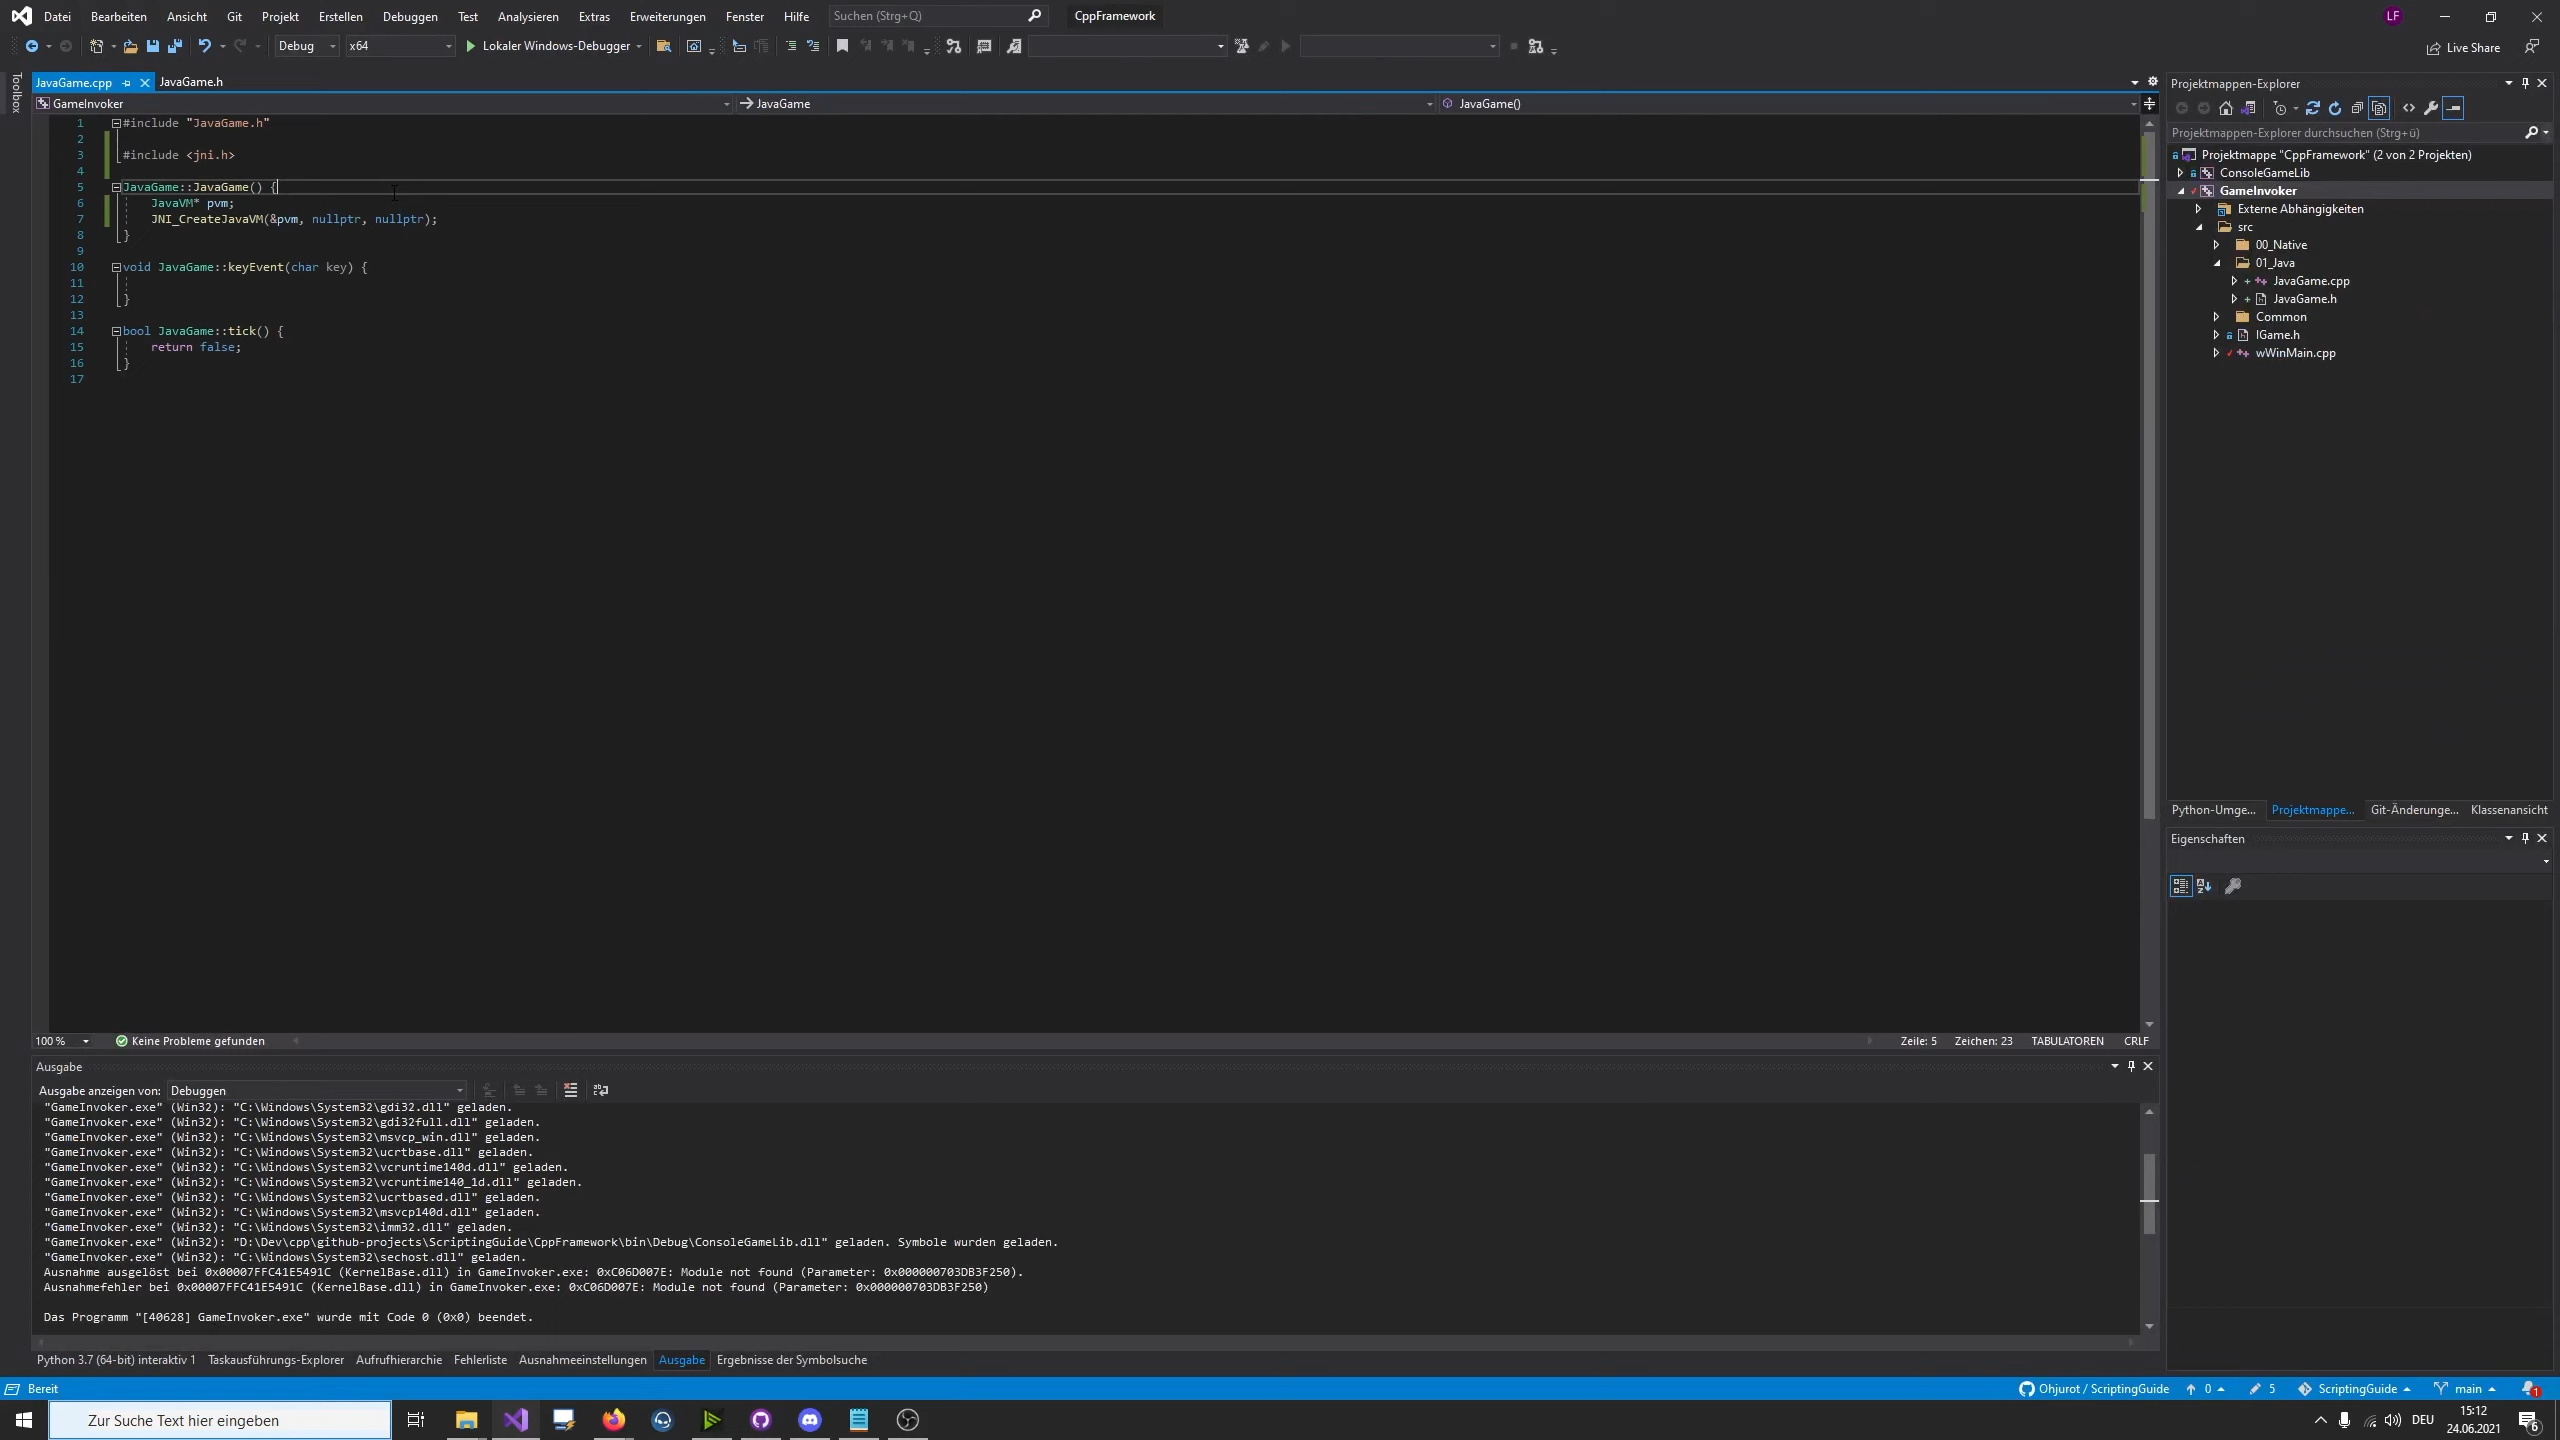 Datei Bearbeiten Ansicht Git Projekt Erstellen Debuggen Test Analysieren Extras Erweiterungen Fenster Hilfe Suchen (Strg+Q) CppFramework LF
Debug x64 Lokaler Windows-Debugger Live Share
Toolbox
JavaGame.cpp JavaGame.h
GameInvoker JavaGame JavaGame()
1 #include "JavaGame.h"
2
3 #include <jni.h>
4
5 JavaGame::JavaGame() {
6 JavaVM* pvm;
7 JNI_CreateJavaVM(&pvm, nullptr, nullptr);
8 }
9
10 void JavaGame::keyEvent(char key) {
11
12 }
13
14 bool JavaGame::tick() {
15 return false;
16 }
17
100 % Keine Probleme gefunden Zeile: 5 Zeichen: 23 TABULATOREN CRLF
Projektmappen-Explorer
Projektmappen-Explorer durchsuchen (Strg+ü)
Projektmappe "CppFramework" (2 von 2 Projekten)
ConsoleGameLib
GameInvoker
Externe Abhängigkeiten
src
00_Native
01_Java
JavaGame.cpp
JavaGame.h
Common
IGame.h
wWinMain.cpp
Python-Umge... Projektmappe... Git-Änderunge... Klassenansicht
Eigenschaften
Ausgabe
Ausgabe anzeigen von: Debuggen
"GameInvoker.exe" (Win32): "C:\Windows\System32\gdi32.dll" geladen.
"GameInvoker.exe" (Win32): "C:\Windows\System32\gdi32full.dll" geladen.
"GameInvoker.exe" (Win32): "C:\Windows\System32\msvcp_win.dll" geladen.
"GameInvoker.exe" (Win32): "C:\Windows\System32\ucrtbase.dll" geladen.
"GameInvoker.exe" (Win32): "C:\Windows\System32\vcruntime140d.dll" geladen.
"GameInvoker.exe" (Win32): "C:\Windows\System32\vcruntime140_1d.dll" geladen.
"GameInvoker.exe" (Win32): "C:\Windows\System32\ucrtbased.dll" geladen.
"GameInvoker.exe" (Win32): "C:\Windows\System32\msvcp140d.dll" geladen.
"GameInvoker.exe" (Win32): "C:\Windows\System32\imm32.dll" geladen.
"GameInvoker.exe" (Win32): "D:\Dev\cpp\github-projects\ScriptingGuide\CppFramework\bin\Debug\ConsoleGameLib.dll" geladen. Symbole wurden geladen.
"GameInvoker.exe" (Win32): "C:\Windows\System32\sechost.dll" geladen.
Ausnahme ausgelöst bei 0x00007FFC41E5491C (KernelBase.dll) in GameInvoker.exe: 0xC06D007E: Module not found (Parameter: 0x000000703DB3F250).
Ausnahmefehler bei 0x00007FFC41E5491C (KernelBase.dll) in GameInvoker.exe: 0xC06D007E: Module not found (Parameter: 0x000000703DB3F250)
Das Programm "[40628] GameInvoker.exe" wurde mit Code 0 (0x0) beendet.
Python 3.7 (64-bit) interaktiv 1 Taskausführungs-Explorer Aufrufhierarchie Fehlerliste Ausnahmeeinstellungen Ausgabe Ergebnisse der Symbolsuche
Bereit Ohjurot / ScriptingGuide 0 5 ScriptingGuide main 1
Zur Suche Text hier eingeben DEU 15:12 6
24.06.2021